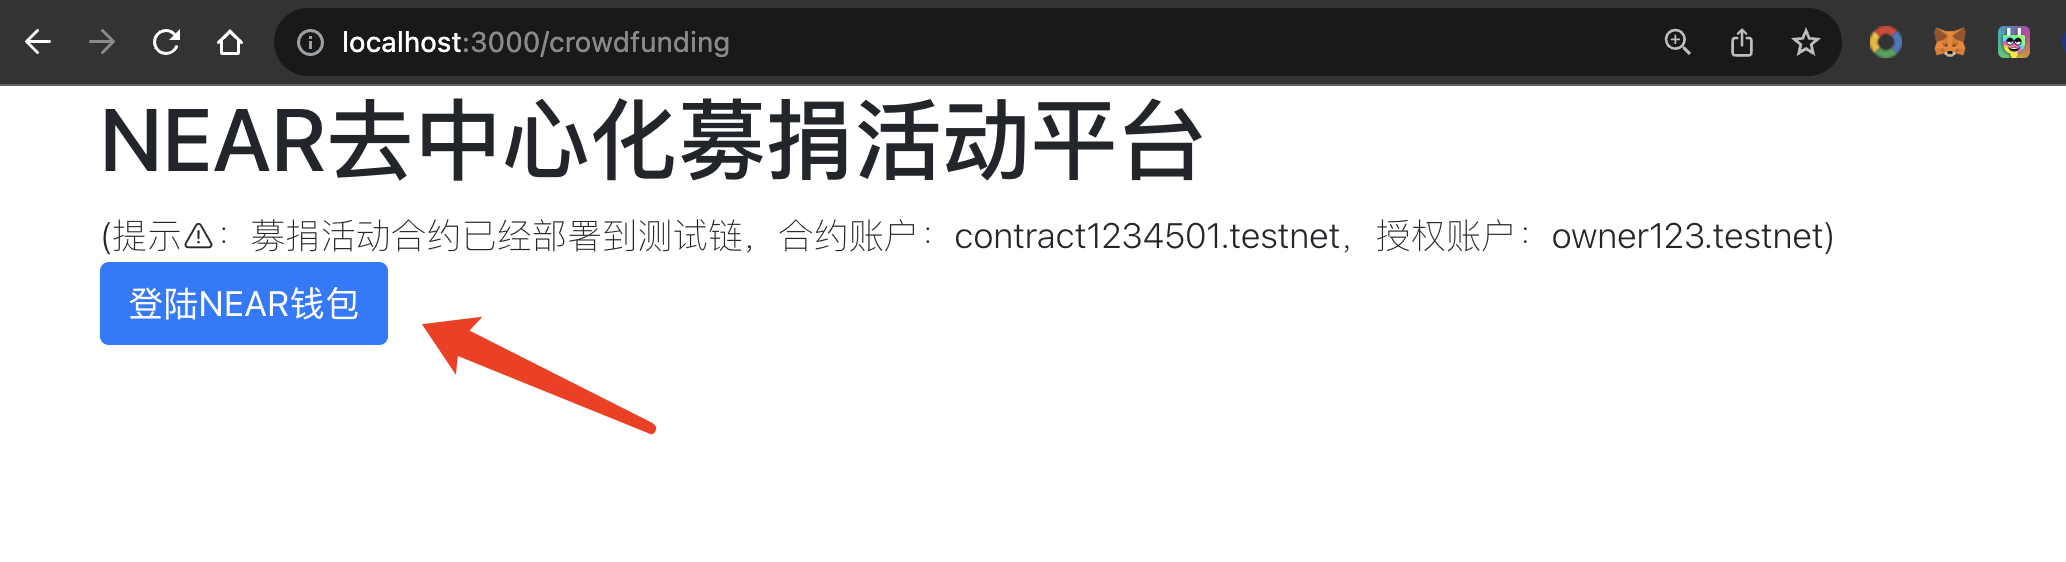 localhost:3000/crowdfunding
NEAR去中心化募捐活动平台
(提示⚠：募捐活动合约已经部署到测试链，合约账户：contract1234501.testnet，授权账户：owner123.testnet)
登陆NEAR钱包